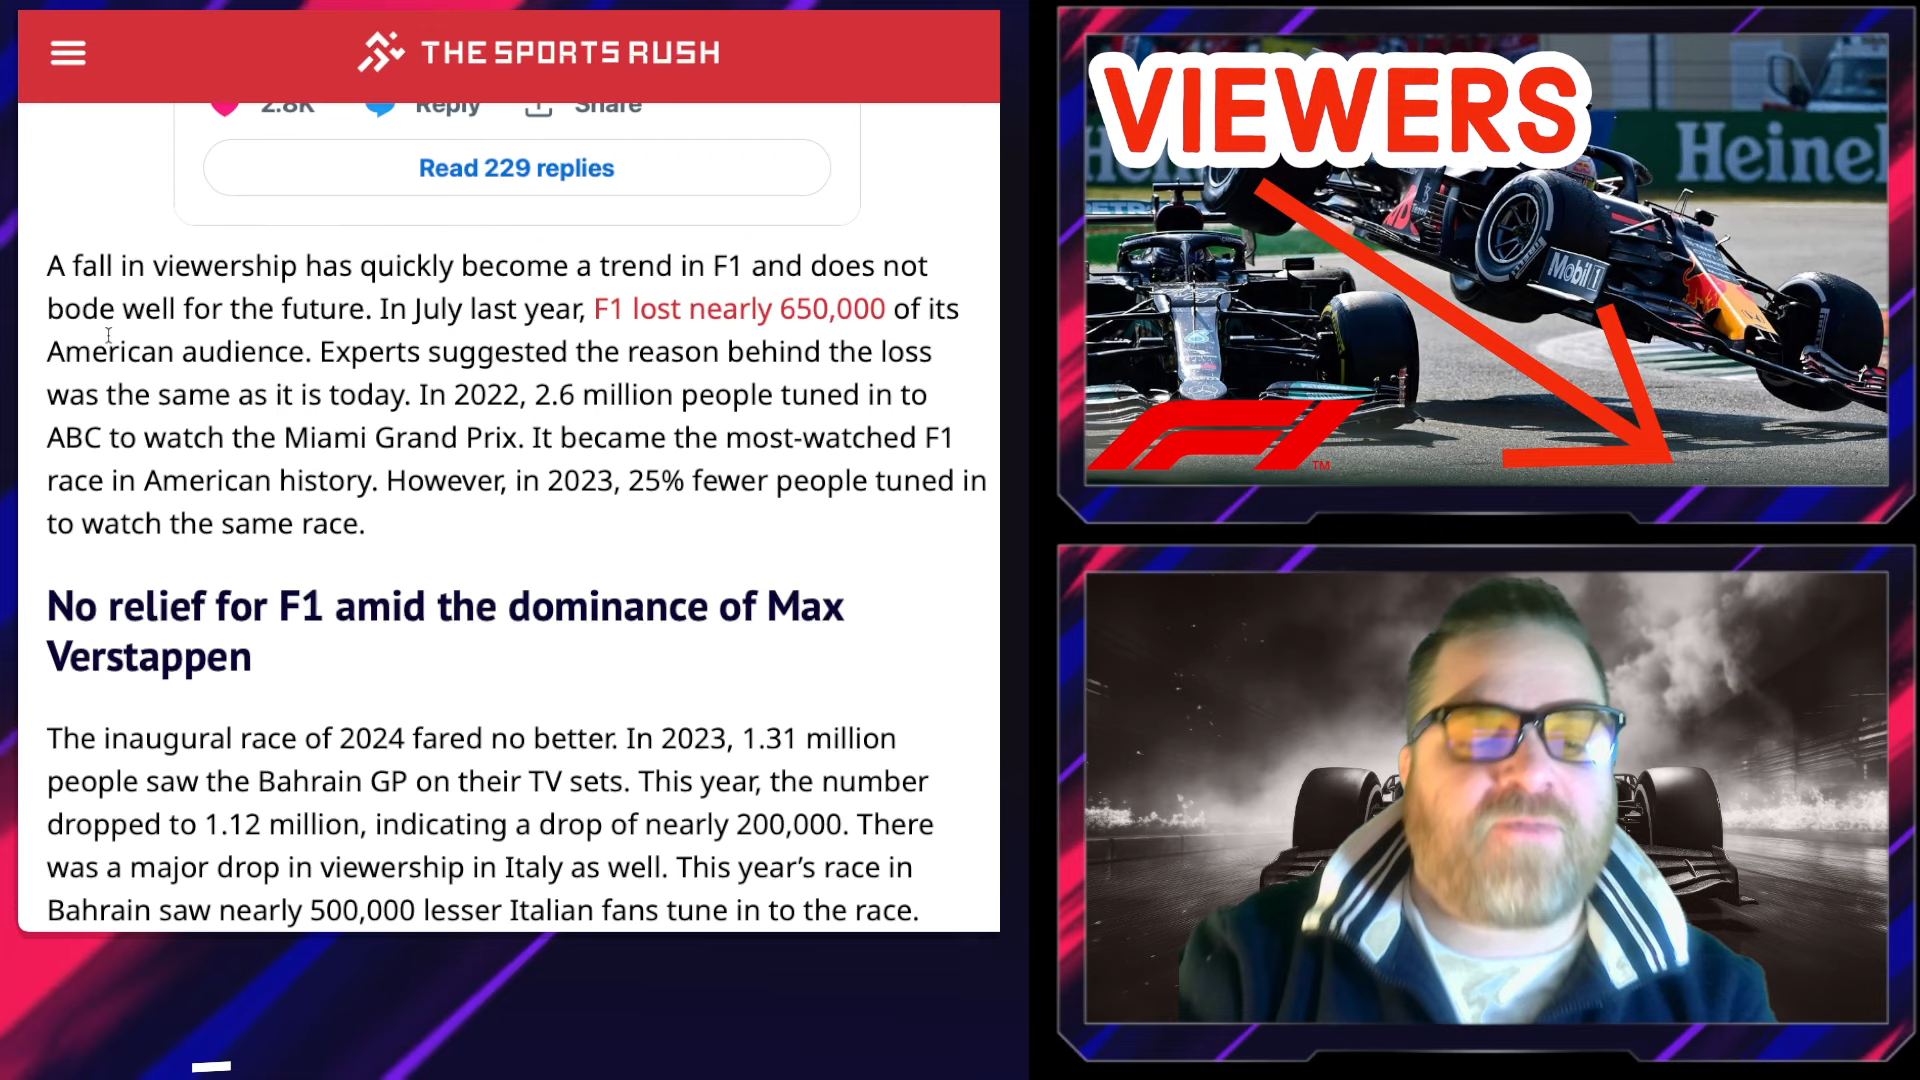 THE SPORTS RUSH
2.8K Reply Share
Read 229 replies
A fall in viewership has quickly become a trend in F1 and does not
bode well for the future. In July last year, F1 lost nearly 650,000 of its
American audience. Experts suggested the reason behind the loss
was the same as it is today. In 2022, 2.6 million people tuned in to
ABC to watch the Miami Grand Prix. It became the most-watched F1
race in American history. However, in 2023, 25% fewer people tuned in
to watch the same race.
No relief for F1 amid the dominance of Max
Verstappen
The inaugural race of 2024 fared no better. In 2023, 1.31 million
people saw the Bahrain GP on their TV sets. This year, the number
dropped to 1.12 million, indicating a drop of nearly 200,000. There
was a major drop in viewership in Italy as well. This year’s race in
Bahrain saw nearly 500,000 lesser Italian fans tune in to the race.
VIEWERS
Heine
Mobil 1
F1 TM